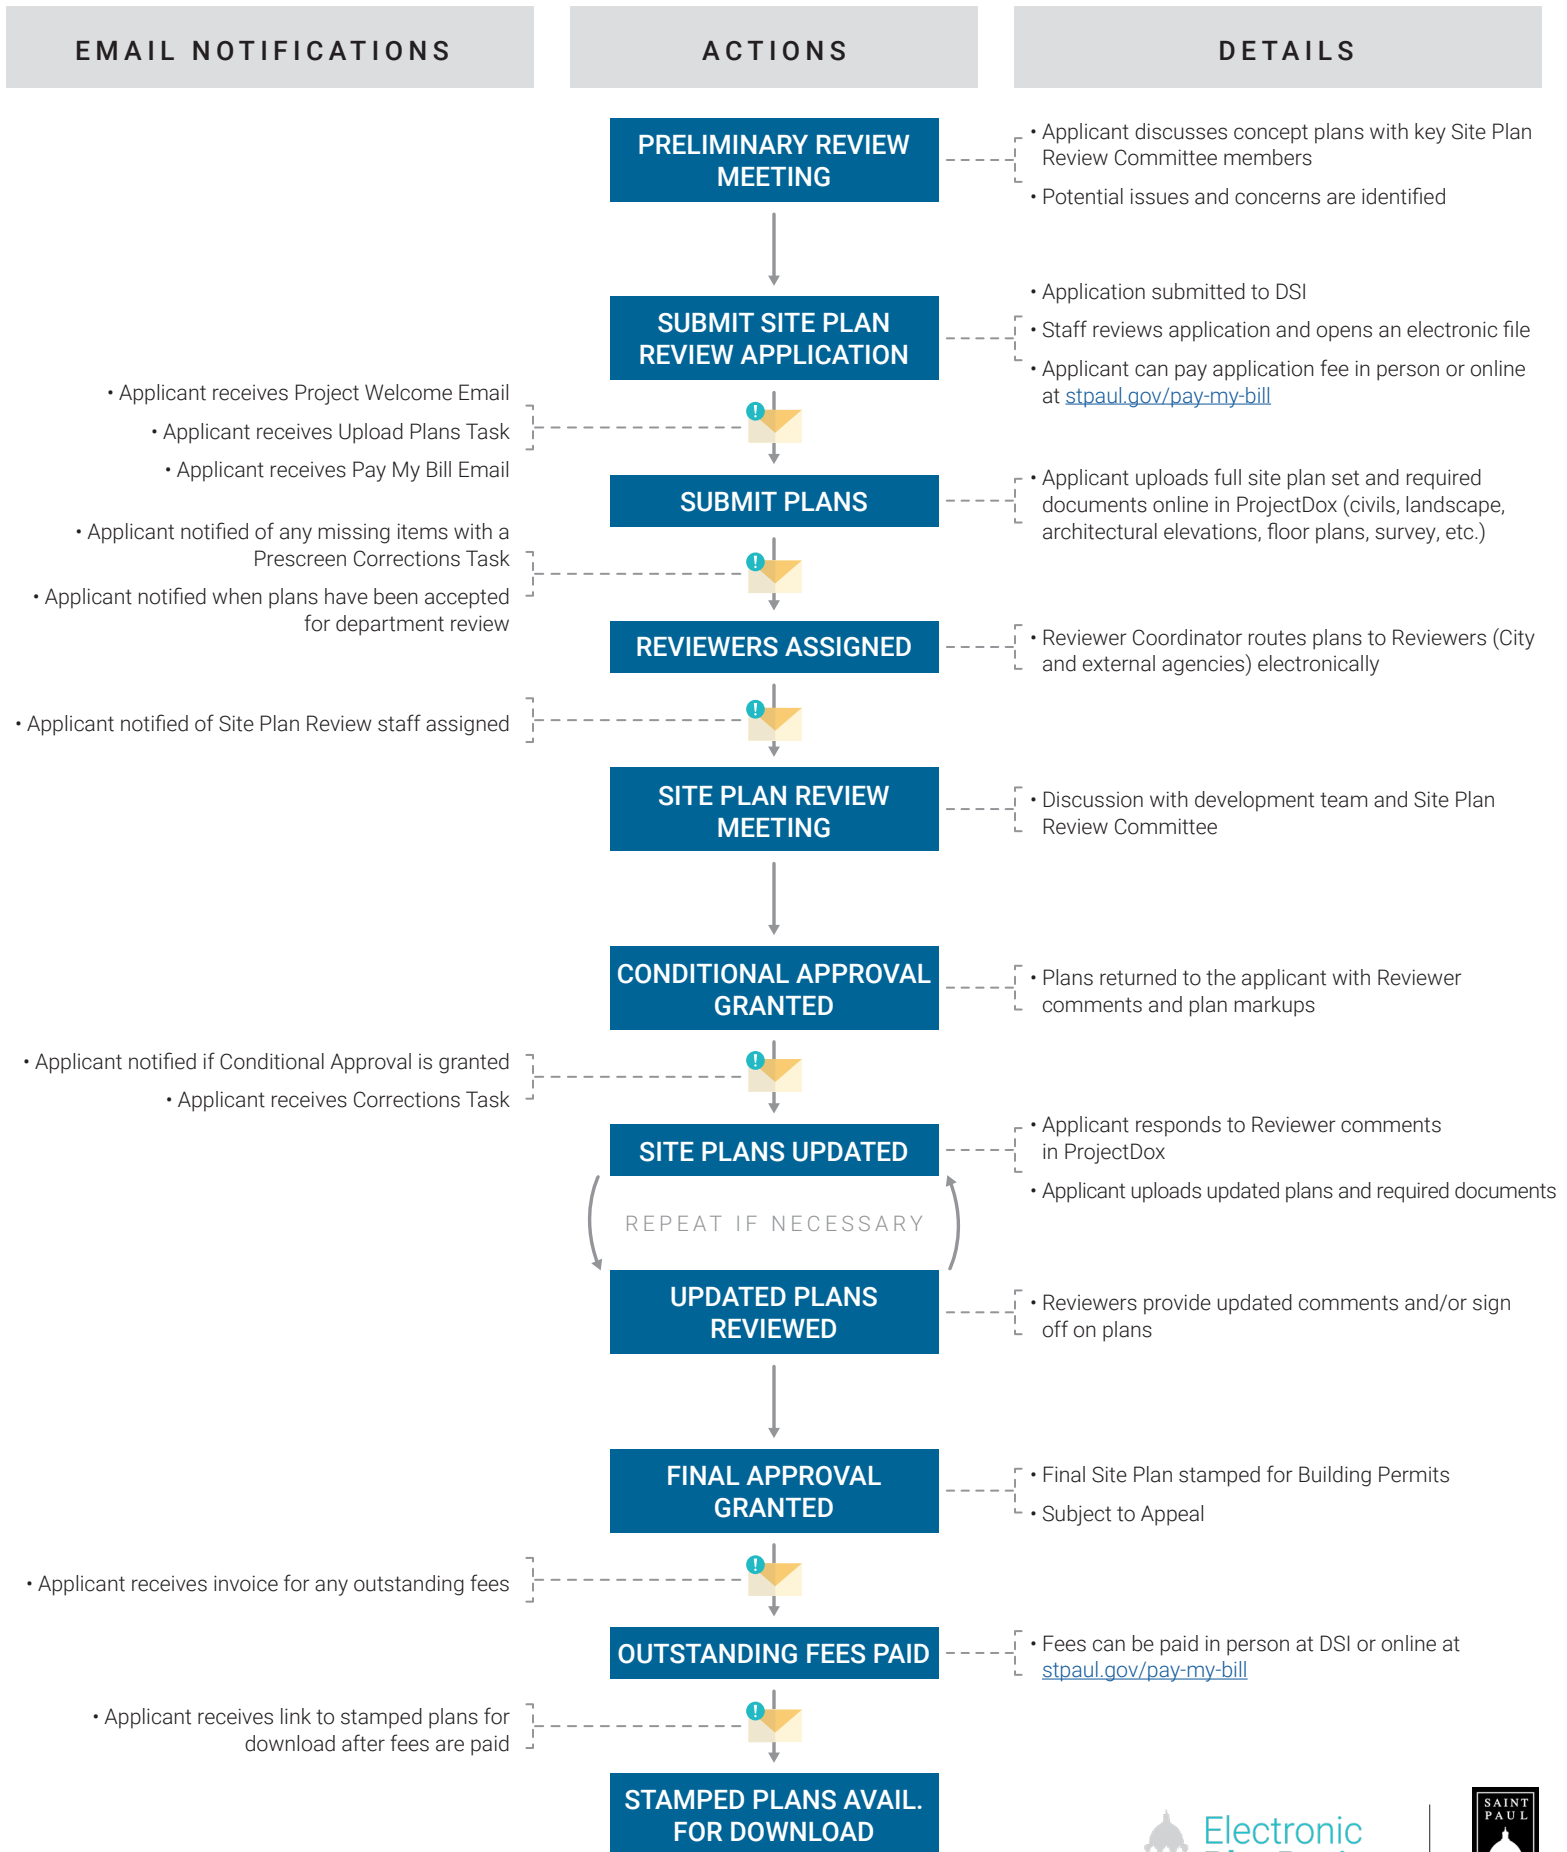 EMAIL NOTIFICATIONS
ACTIONS
DETAILS
PRELIMINARY REVIEW
MEETING
• Applicant discusses concept plans with key Site Plan
Review Committee members
• Potential issues and concerns are identified
SUBMIT SITE PLAN
REVIEW APPLICATION
• Application submitted to DSI
• Staff reviews application and opens an electronic file
• Applicant can pay application fee in person or online
at stpaul.gov/pay-my-bill
• Applicant receives Project Welcome Email
• Applicant receives Upload Plans Task
• Applicant receives Pay My Bill Email
SUBMIT PLANS
• Applicant uploads full site plan set and required
documents online in ProjectDox (civils, landscape,
architectural elevations, floor plans, survey, etc.)
• Applicant notified of any missing items with a
Prescreen Corrections Task
• Applicant notified when plans have been accepted
for department review
REVIEWERS ASSIGNED
• Reviewer Coordinator routes plans to Reviewers (City
and external agencies) electronically
• Applicant notified of Site Plan Review staff assigned
SITE PLAN REVIEW
MEETING
• Discussion with development team and Site Plan
Review Committee
CONDITIONAL APPROVAL
GRANTED
• Plans returned to the applicant with Reviewer
comments and plan markups
• Applicant notified if Conditional Approval is granted
• Applicant receives Corrections Task
SITE PLANS UPDATED
• Applicant responds to Reviewer comments
in ProjectDox
• Applicant uploads updated plans and required documents
REPEAT IF NECESSARY
UPDATED PLANS
REVIEWED
• Reviewers provide updated comments and/or sign
off on plans
FINAL APPROVAL
GRANTED
• Final Site Plan stamped for Building Permits
• Subject to Appeal
• Applicant receives invoice for any outstanding fees
OUTSTANDING FEES PAID
• Fees can be paid in person at DSI or online at
stpaul.gov/pay-my-bill
• Applicant receives link to stamped plans for
download after fees are paid
STAMPED PLANS AVAIL.
FOR DOWNLOAD
Electronic
SAINT
PAUL